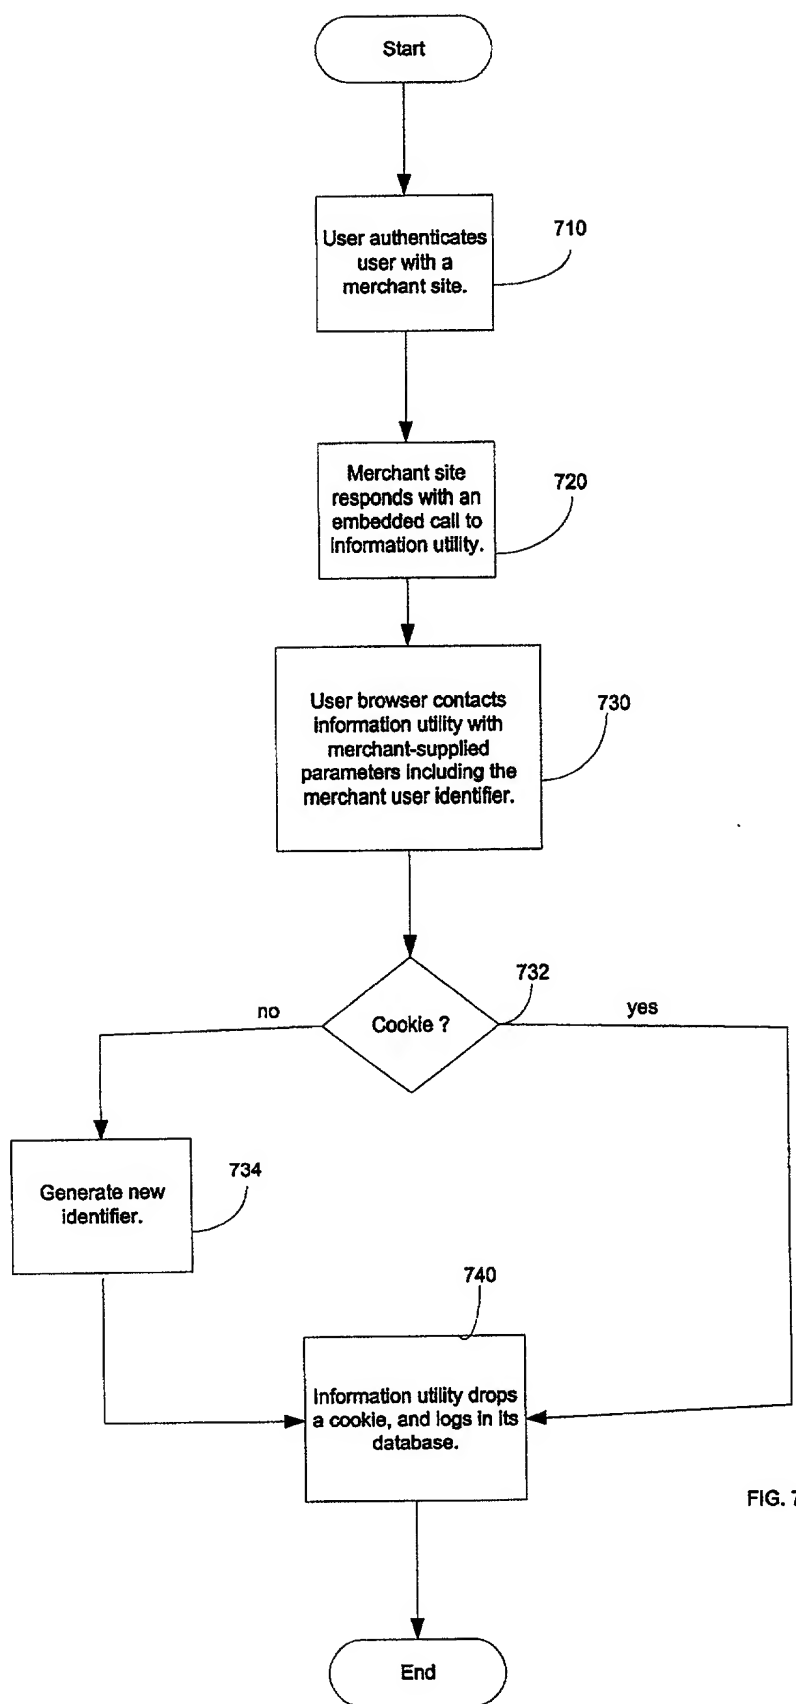 Start
User authenticates
user with a
merchant site.
710
Merchant site
responds with an
embedded call to
information utility.
720
User browser contacts
information utility with
merchant-supplied
parameters including the
merchant user identifier.
730
Cookie ?
732
no
yes
Generate new
identifier.
734
740
Information utility drops
a cookie, and logs in its
database.
FIG. 7
End